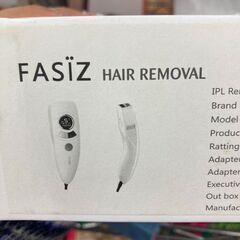 FASÏZ HAIR REMOVAL
IPL Re
Brand
Model
Produc
Ratting
Adapte
Adapte
Executiv
Out box
Manufac